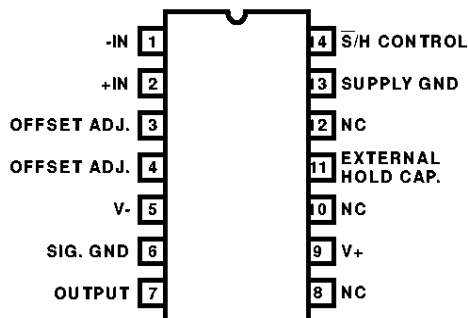 -IN 1 14 S̅/H CONTROL
+IN 2 13 SUPPLY GND
OFFSET ADJ. 3 12 NC
OFFSET ADJ. 4 11 EXTERNAL
HOLD CAP.
V- 5 10 NC
SIG. GND 6 9 V+
OUTPUT 7 8 NC